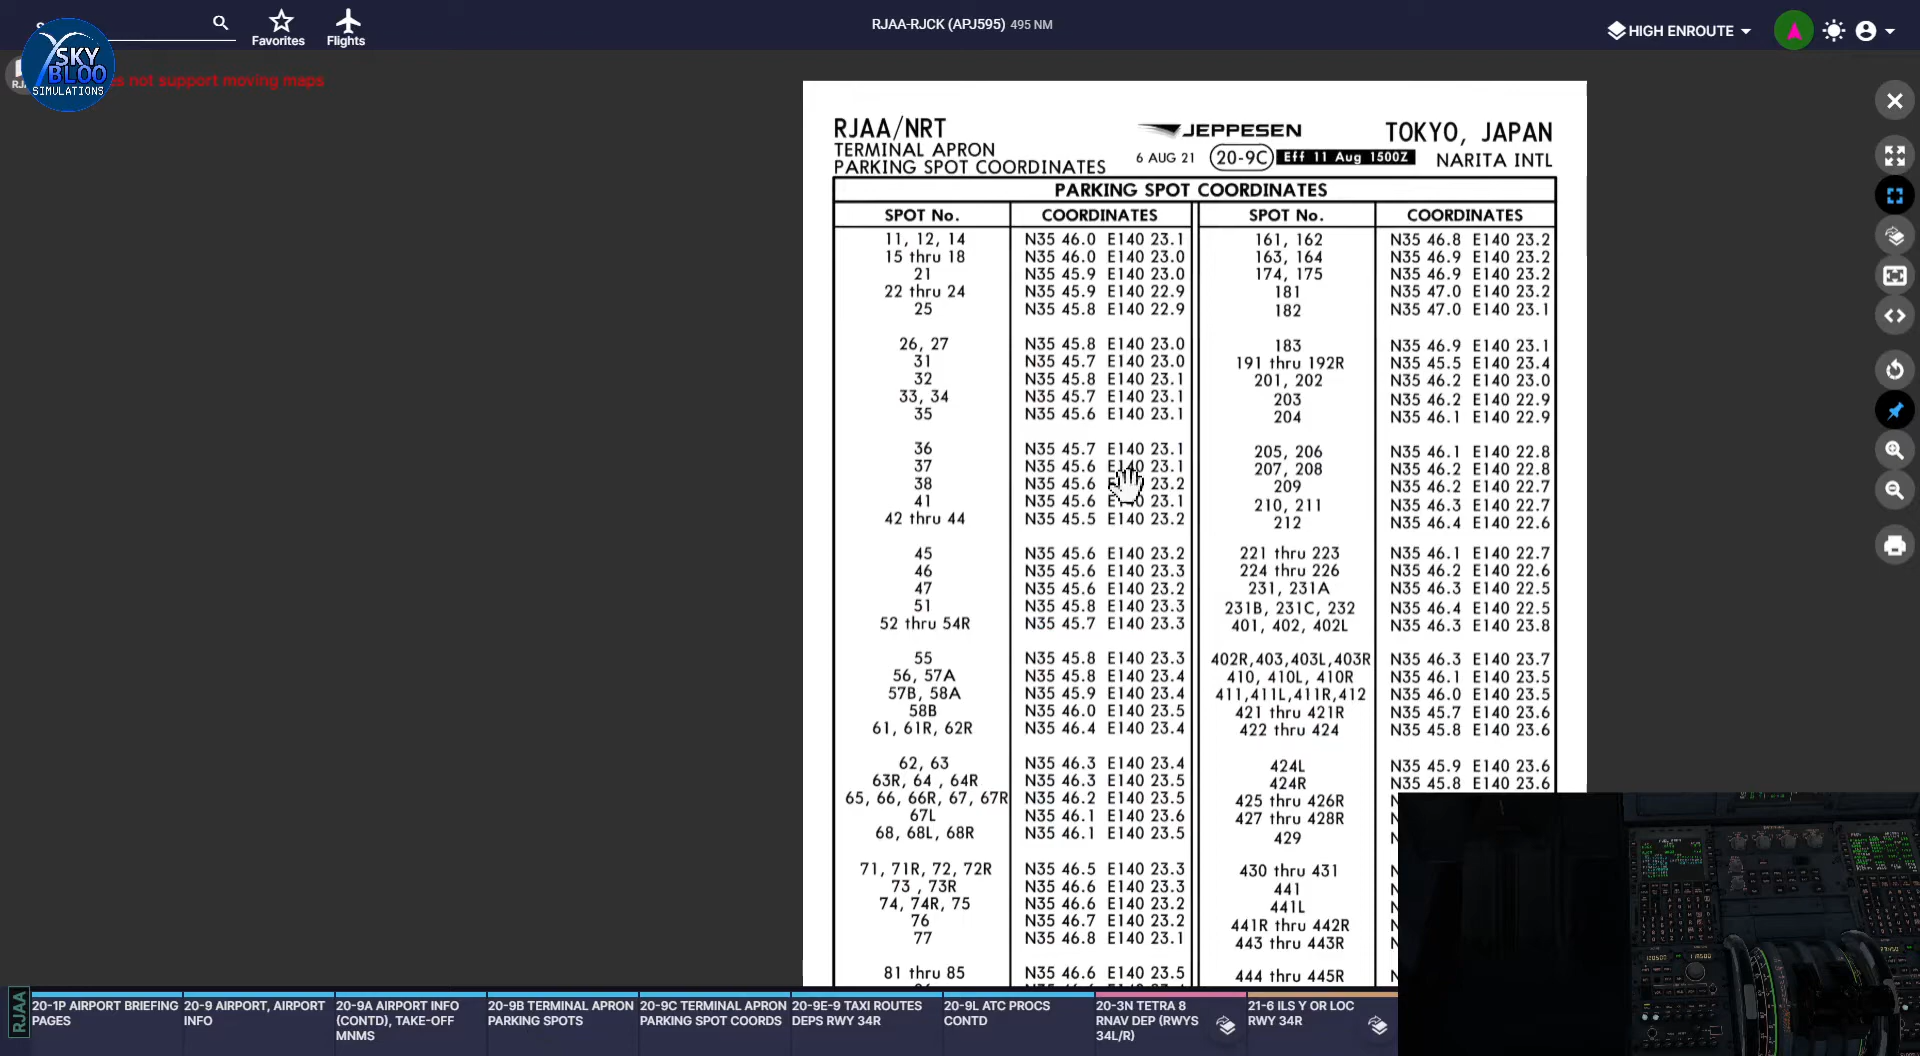 SKY
BLOO
SIMULATIONS
Favorites
Flights
RJAA-RJCK (APJ595) 495 NM
HIGH ENROUTE
not support moving maps
RJAA/NRT
TERMINAL APRON
PARKING SPOT COORDINATES
JEPPESEN
6 AUG 21 20-9C Eff 11 Aug 1500Z
TOKYO, JAPAN
NARITA INTL
PARKING SPOT COORDINATES
SPOT No. COORDINATES SPOT No. COORDINATES
11, 12, 14 N35 46.0 E140 23.1 161, 162 N35 46.8 E140 23.2
15 thru 18 N35 46.0 E140 23.0 163, 164 N35 46.9 E140 23.2
21 N35 45.9 E140 23.0 174, 175 N35 46.9 E140 23.2
22 thru 24 N35 45.9 E140 22.9 181 N35 47.0 E140 23.2
25 N35 45.8 E140 22.9 182 N35 47.0 E140 23.1
26, 27 N35 45.8 E140 23.0 183 N35 46.9 E140 23.1
31 N35 45.7 E140 23.0 191 thru 192R N35 45.5 E140 23.4
32 N35 45.8 E140 23.1 201, 202 N35 46.2 E140 23.0
33, 34 N35 45.7 E140 23.1 203 N35 46.2 E140 22.9
35 N35 45.6 E140 23.1 204 N35 46.1 E140 22.9
36 N35 45.7 E140 23.1 205, 206 N35 46.1 E140 22.8
37 N35 45.6 E140 23.1 207, 208 N35 46.2 E140 22.8
38 N35 45.6 23.2 209 N35 46.2 E140 22.7
41 N35 45.6 E140 23.1 210, 211 N35 46.3 E140 22.7
42 thru 44 N35 45.5 E140 23.2 212 N35 46.4 E140 22.6
45 N35 45.6 E140 23.2 221 thru 223 N35 46.1 E140 22.7
46 N35 45.6 E140 23.3 224 thru 226 N35 46.2 E140 22.6
47 N35 45.6 E140 23.2 231, 231A N35 46.3 E140 22.5
51 N35 45.8 E140 23.3 231B, 231C, 232 N35 46.4 E140 22.5
52 thru 54R N35 45.7 E140 23.3 401, 402, 402L N35 46.3 E140 23.8
55 N35 45.8 E140 23.3 402R,403,403L,403R N35 46.3 E140 23.7
56, 57A N35 45.8 E140 23.4 410, 410L, 410R N35 46.1 E140 23.5
57B, 58A N35 45.9 E140 23.4 411,411L,411R,412 N35 46.0 E140 23.5
58B N35 46.0 E140 23.5 421 thru 421R N35 45.7 E140 23.6
61, 61R, 62R N35 46.4 E140 23.4 422 thru 424 N35 45.8 E140 23.6
62, 63 N35 46.3 E140 23.4 424L N35 45.9 E140 23.6
63R, 64 , 64R N35 46.3 E140 23.5 424R N35 45.8 E140 23.6
65, 66, 66R, 67, 67R N35 46.2 E140 23.5 425 thru 426R
67L N35 46.1 E140 23.6 427 thru 428R
68, 68L, 68R N35 46.1 E140 23.5 429
71, 71R, 72, 72R N35 46.5 E140 23.3 430 thru 431
73 , 73R N35 46.6 E140 23.3 441
74, 74R, 75 N35 46.6 E140 23.2 441L
76 N35 46.7 E140 23.2 441R thru 442R
77 N35 46.8 E140 23.1 443 thru 443R
81 thru 85 N35 46.6 E140 23.5 444 thru 445R
RJAA
20-1P AIRPORT BRIEFING PAGES
20-9 AIRPORT, AIRPORT INFO
20-9A AIRPORT INFO (CONTD), TAKE-OFF MNMS
20-9B TERMINAL APRON PARKING SPOTS
20-9C TERMINAL APRON PARKING SPOT COORDS
20-9E-9 TAXI ROUTES DEPS RWY 34R
20-9L ATC PROCS CONTD
20-3N TETRA 8 RNAV DEP (RWYS 34L/R)
21-6 ILS Y OR LOC RWY 34R